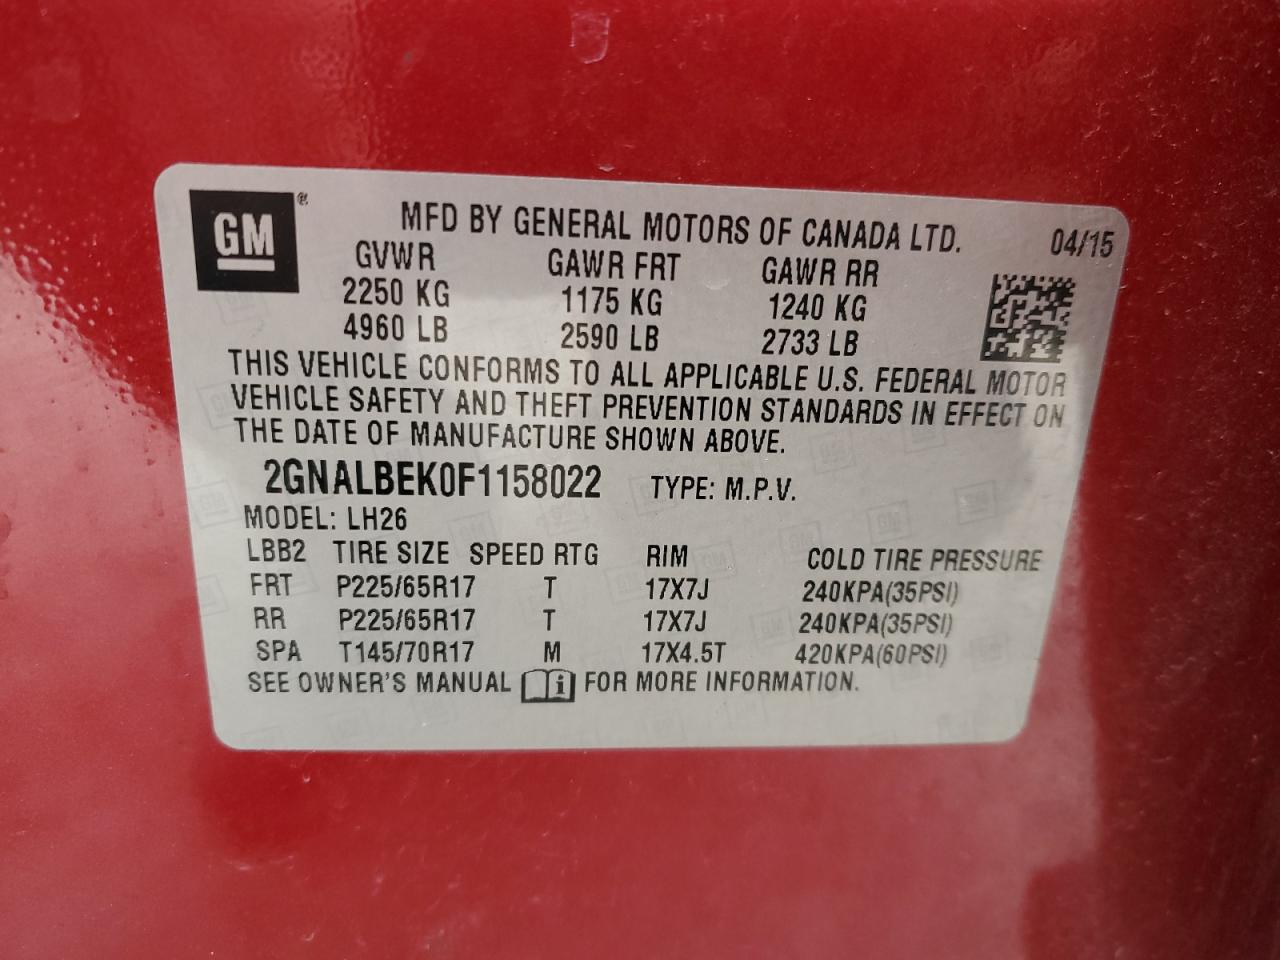 GM®
MFD BY GENERAL MOTORS OF CANADA LTD. 04/15
GVWR GAWR FRT GAWR RR
2250 KG 1175 KG 1240 KG
4960 LB 2590 LB 2733 LB
THIS VEHICLE CONFORMS TO ALL APPLICABLE U.S. FEDERAL MOTOR
VEHICLE SAFETY AND THEFT PREVENTION STANDARDS IN EFFECT ON
THE DATE OF MANUFACTURE SHOWN ABOVE.
2GNALBEK0F1158022 TYPE: M.P.V.
MODEL: LH26
LBB2 TIRE SIZE SPEED RTG RIM COLD TIRE PRESSURE
FRT P225/65R17 T 17X7J 240KPA(35PSI)
RR P225/65R17 T 17X7J 240KPA(35PSI)
SPA T145/70R17 M 17X4.5T 420KPA(60PSI)
SEE OWNER'S MANUAL i FOR MORE INFORMATION.